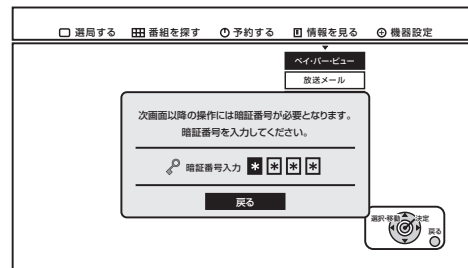 選局する 番組を探す 予約する 情報を見る 機器設定
ペイ・パー・ビュー
放送メール
次画面以降の操作には暗証番号が必要となります。
暗証番号を入力してください。
暗証番号入力 * * * *
戻る
選択・移動 決定
戻る